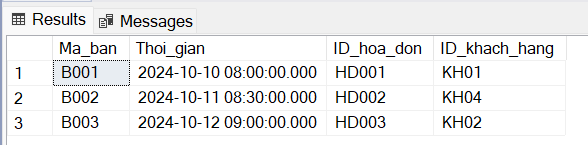 Results Messages
Ma_ban Thoi_gian ID_hoa_don ID_khach_hang
1 B001 2024-10-10 08:00:00.000 HD001 KH01
2 B002 2024-10-11 08:30:00.000 HD002 KH04
3 B003 2024-10-12 09:00:00.000 HD003 KH02